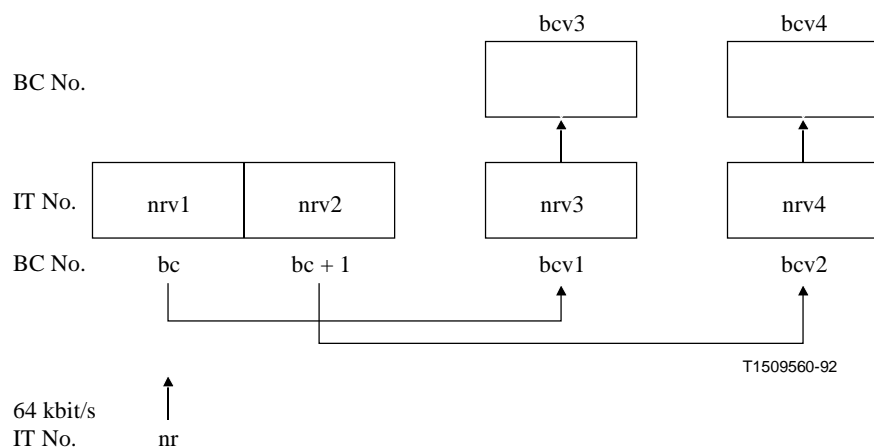 bcv3 bcv4
BC No.
IT No. nrv1 nrv2 nrv3 nrv4
BC No. bc bc + 1 bcv1 bcv2
T1509560-92
64 kbit/s
IT No. nr